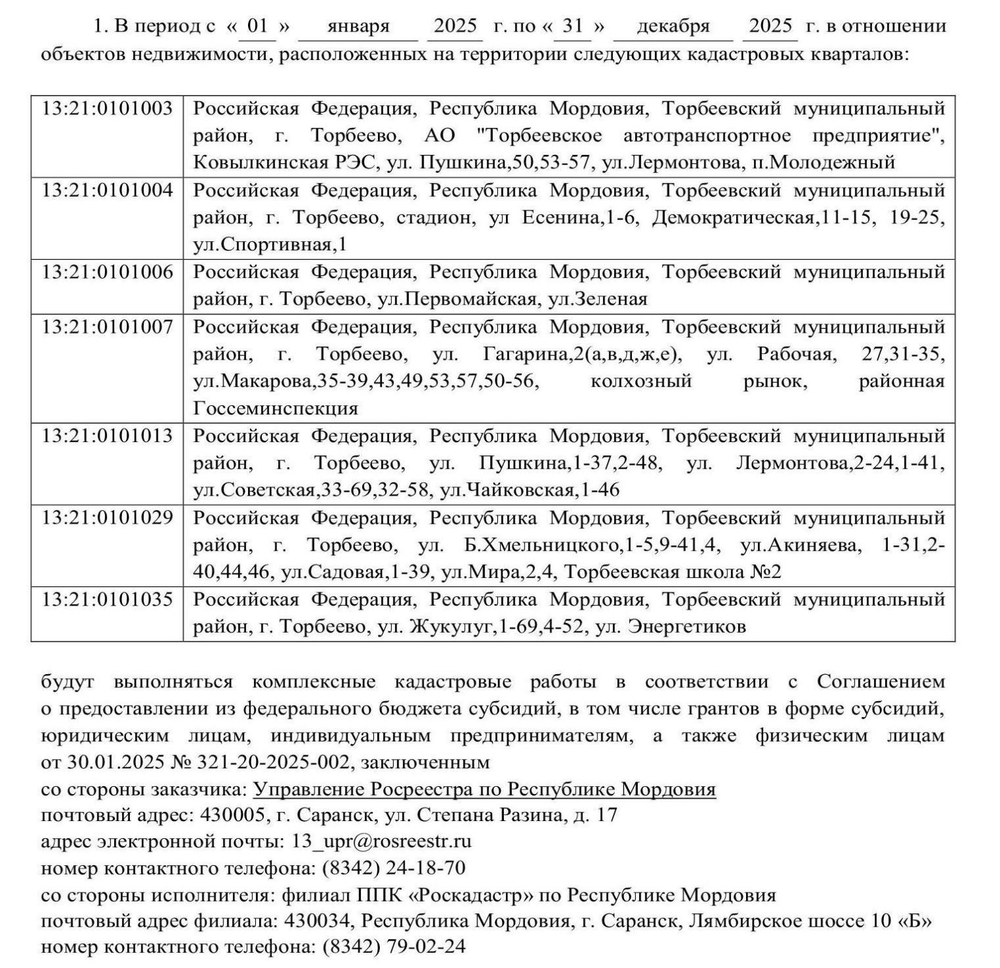 1. В период с « 01 » января 2025 г. по « 31 » декабря 2025 г. в отношении
объектов недвижимости, расположенных на территории следующих кадастровых кварталов:
13:21:0101003 Российская Федерация, Республика Мордовия, Торбеевский муниципальный
район, г. Торбеево, АО "Торбеевское автотранспортное предприятие",
Ковылкинская РЭС, ул. Пушкина,50,53-57, ул.Лермонтова, п.Молодежный
13:21:0101004 Российская Федерация, Республика Мордовия, Торбеевский муниципальный
район, г. Торбеево, стадион, ул Есенина,1-6, Демократическая,11-15, 19-25,
ул.Спортивная,1
13:21:0101006 Российская Федерация, Республика Мордовия, Торбеевский муниципальный
район, г. Торбеево, ул.Первомайская, ул.Зеленая
13:21:0101007 Российская Федерация, Республика Мордовия, Торбеевский муниципальный
район, г. Торбеево, ул. Гагарина,2(а,в,д,ж,е), ул. Рабочая, 27,31-35,
ул.Макарова,35-39,43,49,53,57,50-56, колхозный рынок, районная
Госсеминспекция
13:21:0101013 Российская Федерация, Республика Мордовия, Торбеевский муниципальный
район, г. Торбеево, ул. Пушкина,1-37,2-48, ул. Лермонтова,2-24,1-41,
ул.Советская,33-69,32-58, ул.Чайковская,1-46
13:21:0101029 Российская Федерация, Республика Мордовия, Торбеевский муниципальный
район, г. Торбеево, ул. Б.Хмельницкого,1-5,9-41,4, ул.Акиняева, 1-31,2-
40,44,46, ул.Садовая,1-39, ул.Мира,2,4, Торбеевская школа №2
13:21:0101035 Российская Федерация, Республика Мордовия, Торбеевский муниципальный
район, г. Торбеево, ул. Жукулуг,1-69,4-52, ул. Энергетиков
будут выполняться комплексные кадастровые работы в соответствии с Соглашением
о предоставлении из федерального бюджета субсидий, в том числе грантов в форме субсидий,
юридическим лицам, индивидуальным предпринимателям, а также физическим лицам
от 30.01.2025 № 321-20-2025-002, заключенным
со стороны заказчика: Управление Росреестра по Республике Мордовия
почтовый адрес: 430005, г. Саранск, ул. Степана Разина, д. 17
адрес электронной почты: 13_upr@rosreestr.ru
номер контактного телефона: (8342) 24-18-70
со стороны исполнителя: филиал ППК «Роскадастр» по Республике Мордовия
почтовый адрес филиала: 430034, Республика Мордовия, г. Саранск, Лямбирское шоссе 10 «Б»
номер контактного телефона: (8342) 79-02-24